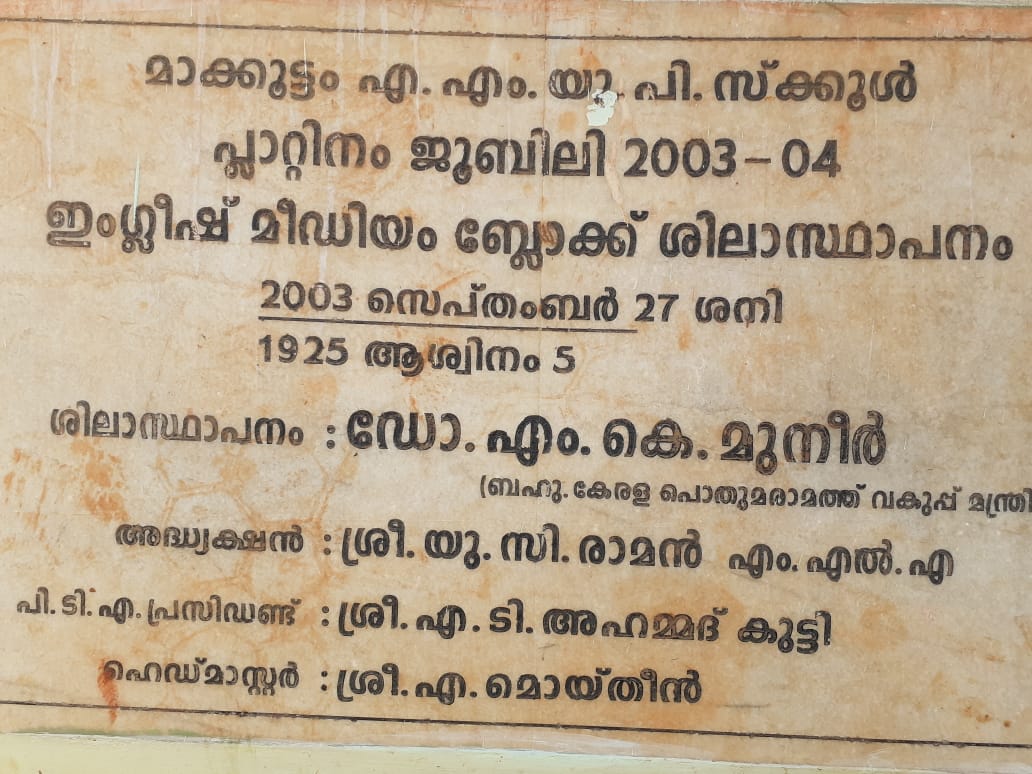 മാക്കൂട്ടം എ.എം.യു.പി.സ്ക്കൂൾ
പ്ലാറ്റിനം ജൂബിലി 2003-04
ഇംഗ്ലീഷ് മീഡിയം ബ്ലോക്ക് ശിലാസ്ഥാപനം
2003 സെപ്തംബർ 27 ശനി
1925 ആശ്വിനം 5
ശിലാസ്ഥാപനം : ഡോ.എം.കെ.മുനീർ
(ബഹു.കേരള പൊതുമരാമത്ത് വകുപ്പ് മന്ത്രി
അദ്ധ്യക്ഷൻ : ശ്രീ.യു.സി.രാമൻ എം.എൽ.എ
പി.ടി.എ.പ്രസിഡണ്ട് : ശ്രീ.എ.ടി.അഹമ്മദ് കുട്ടി
ഹെഡ്മാസ്റ്റർ : ശ്രീ.എ.മൊയ്തീൻ